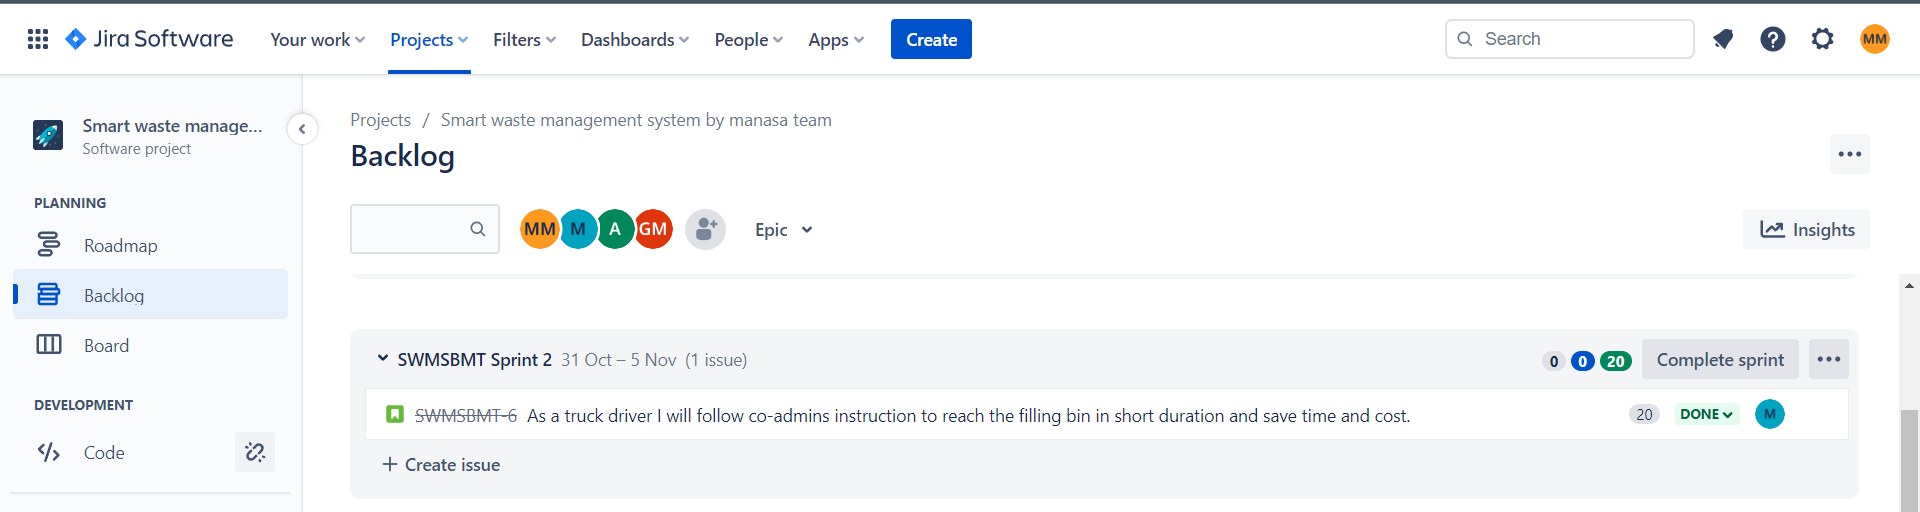 Jira Software Your work Projects Filters Dashboards People Apps Create Search ? MM
Smart waste manage...
Software project
PLANNING
Roadmap
Backlog
Board
DEVELOPMENT
Code
Projects / Smart waste management system by manasa team
Backlog
MM M A GM Epic Insights
SWMSBMT Sprint 2 31 Oct – 5 Nov (1 issue) 0 0 20 Complete sprint
SWMSBMT-6 As a truck driver I will follow co-admins instruction to reach the filling bin in short duration and save time and cost. 20 DONE M
+ Create issue